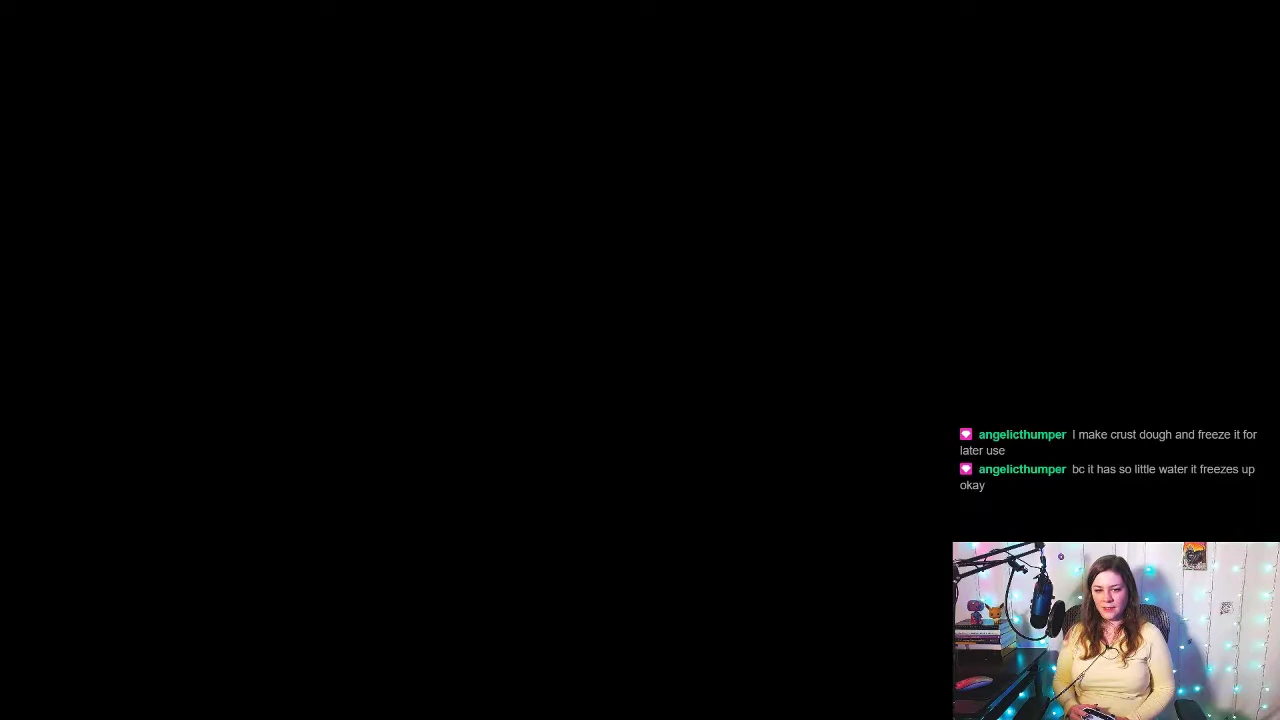 angelicthumper I make crust dough and freeze it for
later use
angelicthumper bc it has so little water it freezes up
okay